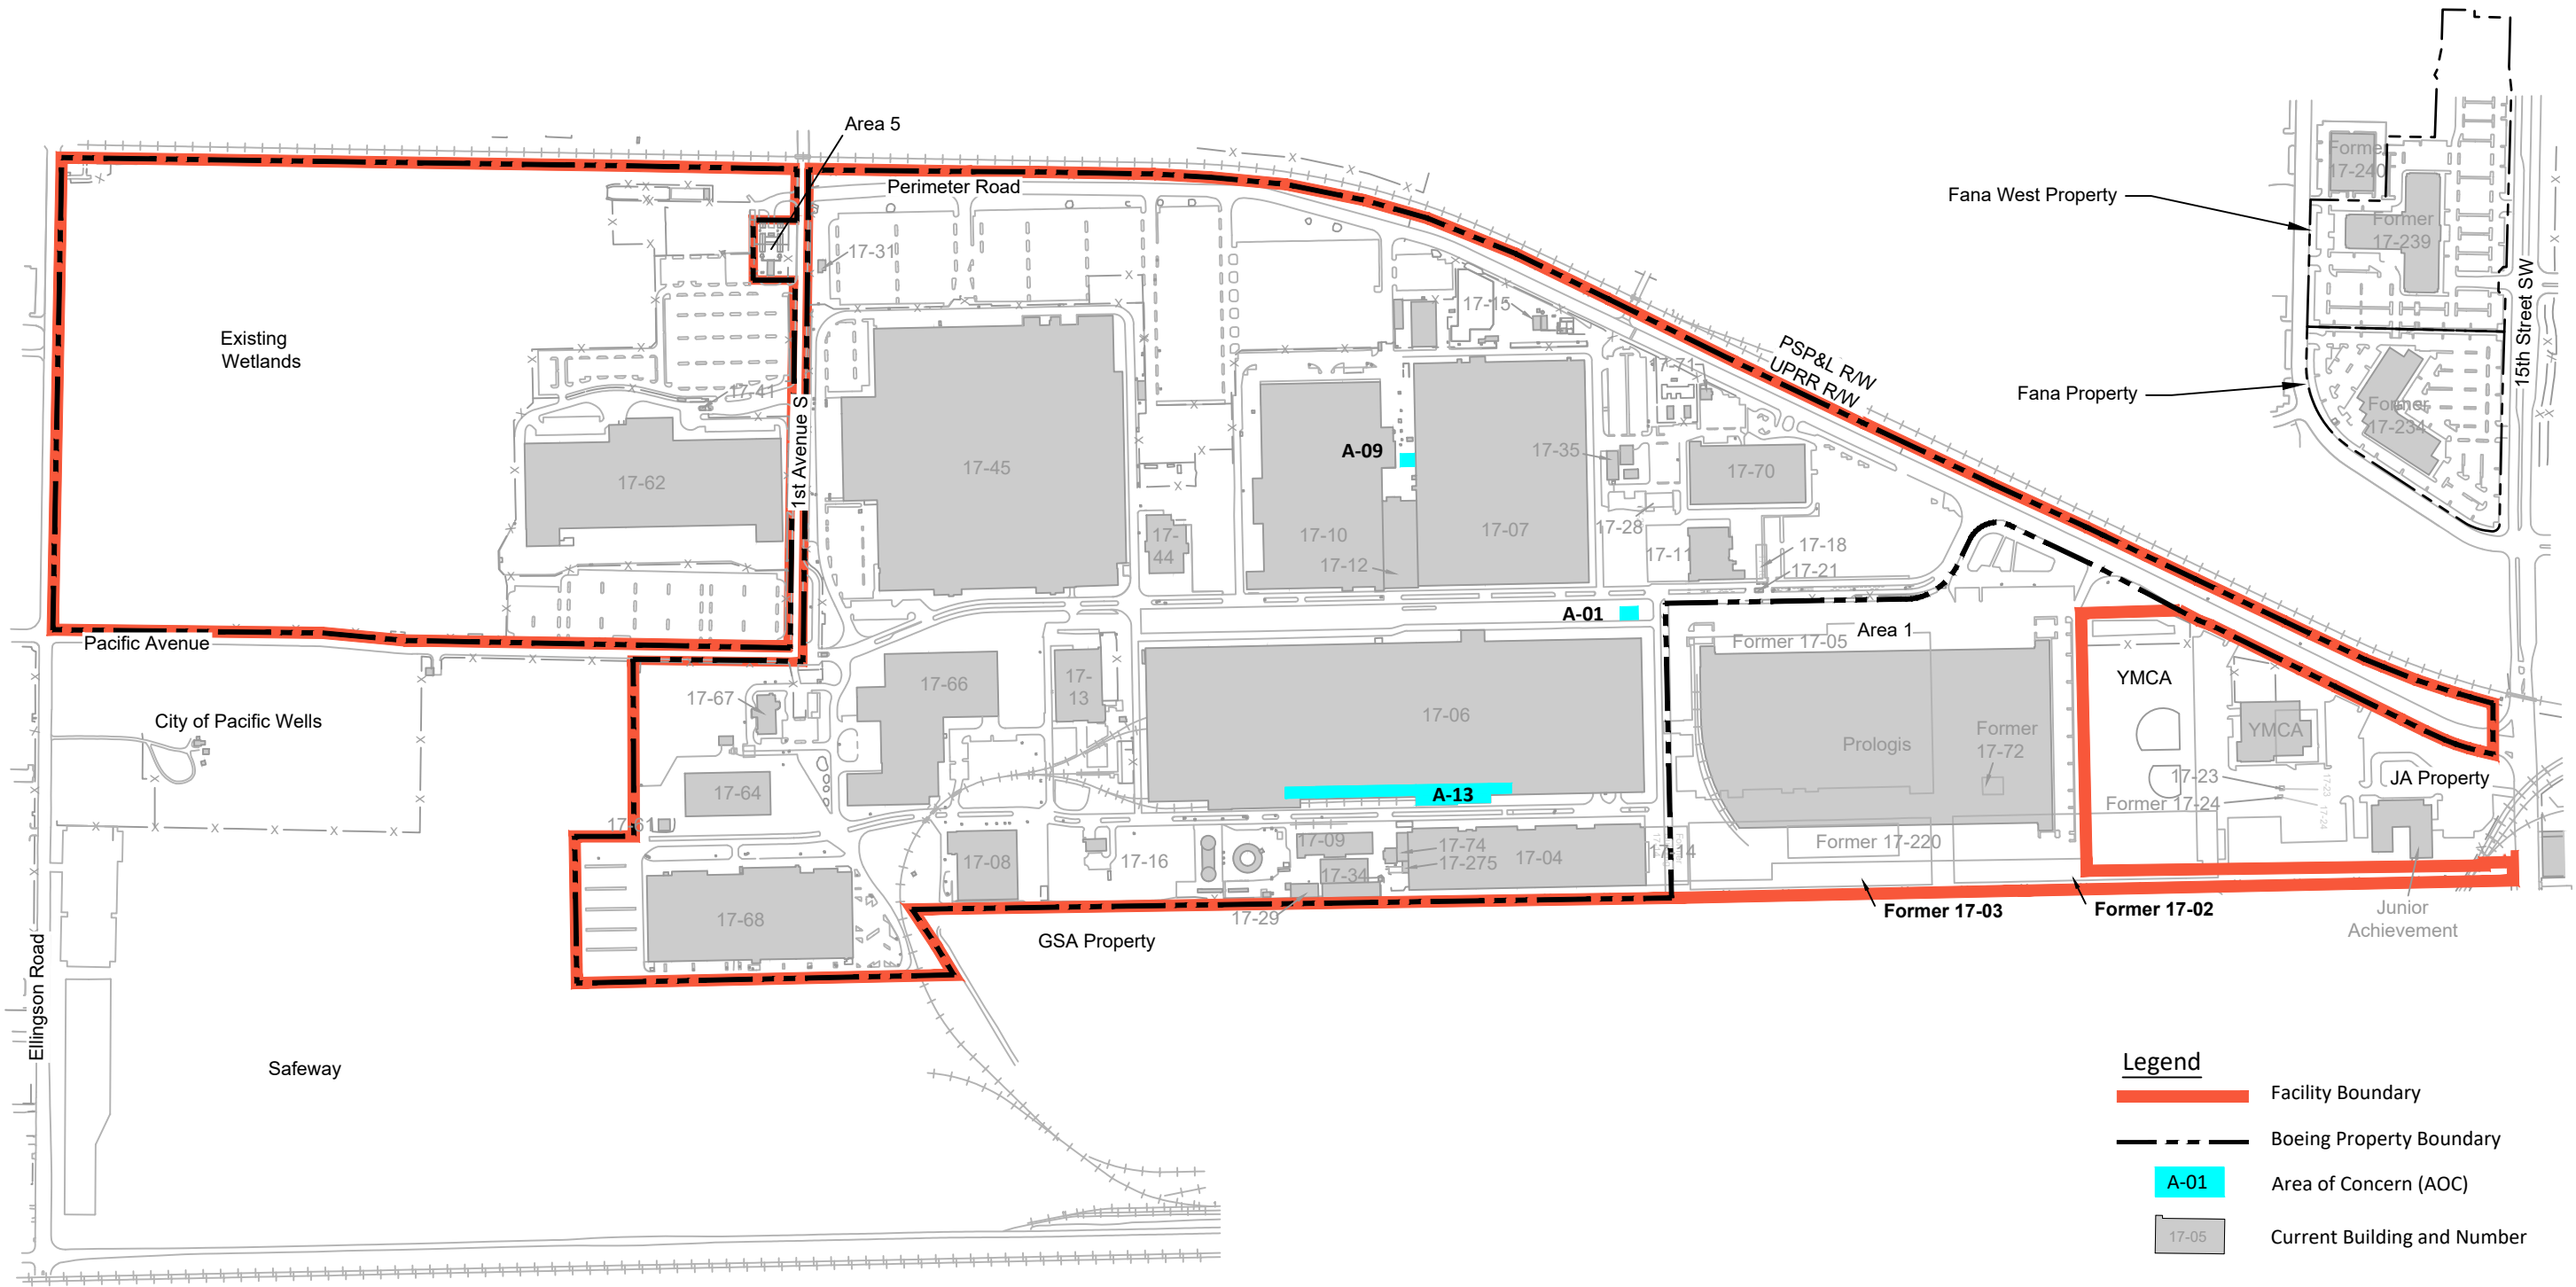 Area 5
Perimeter Road
Former
17-240
Fana West Property
Former
17-239
17-31
15th Street SW
17-15
Existing
Wetlands
PSP&L R/W
UPRR R/W
17-71
17-41
Fana Property
Former
17-234
1st Avenue S
A-09
17-35
17-45
17-70
17-62
17-10
17-07
17-28
17-44
17-12
17-11
17-18
17-21
A-01
Pacific Avenue
Former 17-05
Area 1
17-67
17-66
17-13
YMCA
City of Pacific Wells
17-06
Former
17-72
YMCA
Prologis
17-23
JA Property
17-64
A-13
Former 17-24
17-23
17-24
17-61
17-09
17-74
Former 17-220
17-08
17-16
17-275
17-04
17-14
17-34
17-29
17-68
Former 17-03
Former 17-02
Junior
Achievement
GSA Property
Ellingson Road
Safeway
Legend
Facility Boundary
Boeing Property Boundary
A-01
Area of Concern (AOC)
17-05
Current Building and Number